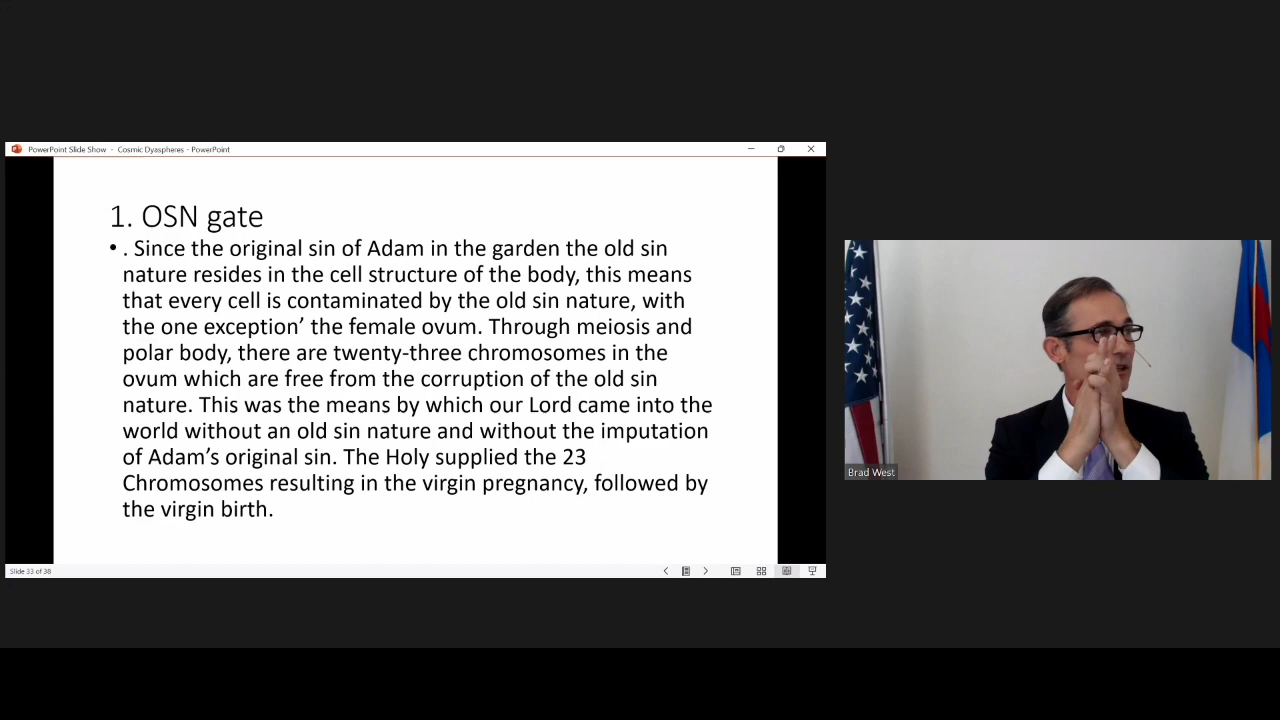 PowerPoint Slide Show - Cosmic Dyaspheres - PowerPoint
1. OSN gate
• . Since the original sin of Adam in the garden the old sin
nature resides in the cell structure of the body, this means
that every cell is contaminated by the old sin nature, with
the one exception’ the female ovum. Through meiosis and
polar body, there are twenty-three chromosomes in the
ovum which are free from the corruption of the old sin
nature. This was the means by which our Lord came into the
world without an old sin nature and without the imputation
of Adam’s original sin. The Holy supplied the 23
Chromosomes resulting in the virgin pregnancy, followed by
the virgin birth.
Slide 33 of 38
Brad West